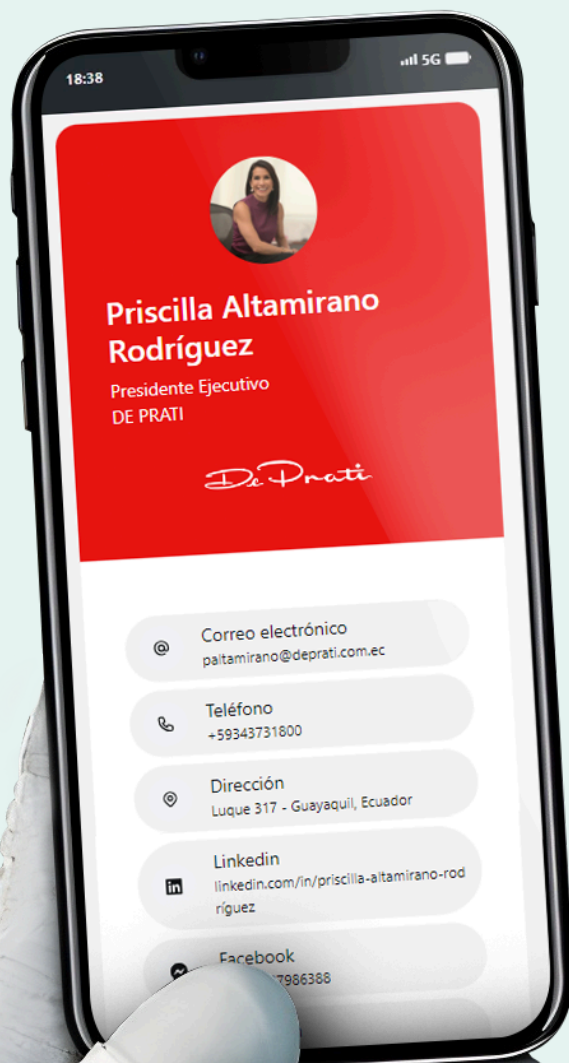 18:38
5G
Priscilla Altamirano
Rodríguez
Presidente Ejecutivo
DE PRATI
De Prati
Correo electrónico
paltamirano@deprati.com.ec
Teléfono
+59343731800
Dirección
Luque 317 - Guayaquil, Ecuador
Linkedin
linkedin.com/in/priscilla-altamirano-rod
ríguez
Facebook
7986388